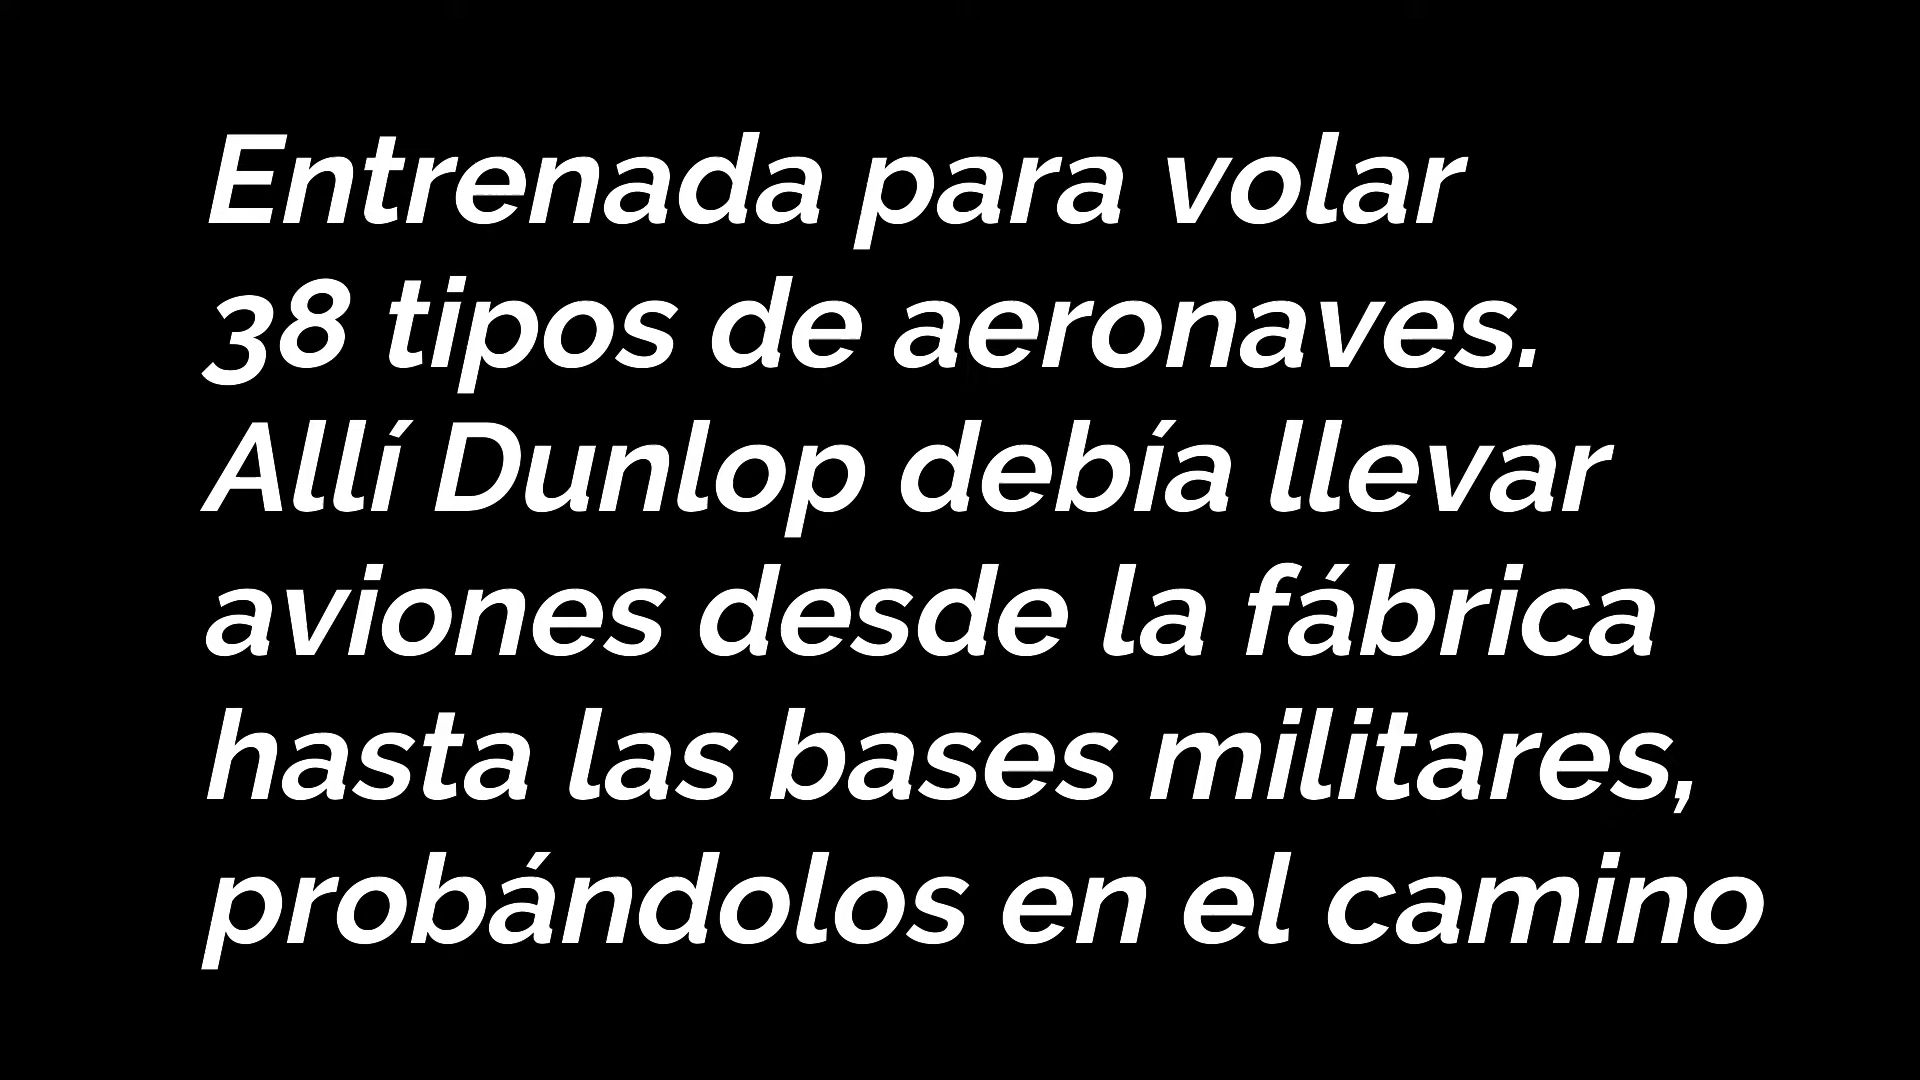 Entrenada para volar
38 tipos de aeronaves.
Allí Dunlop debía llevar
aviones desde la fábrica
hasta las bases militares,
probándolos en el camino